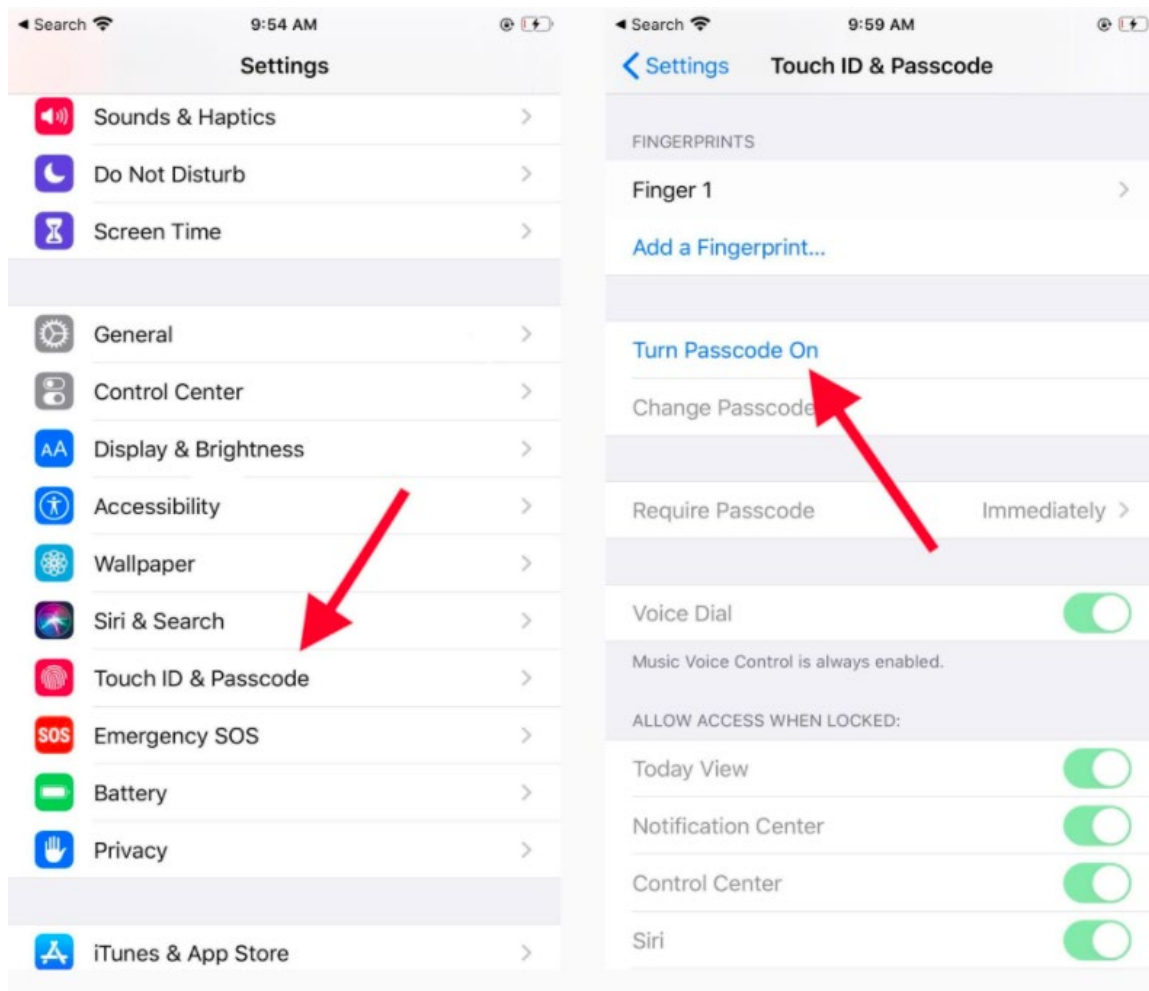 Search
9:54 AM
Settings
Sounds & Haptics
Do Not Disturb
Screen Time
General
Control Center
AA Display & Brightness
Accessibility
Wallpaper
Siri & Search
Touch ID & Passcode
SOS Emergency SOS
Battery
Privacy
iTunes & App Store
Search
9:59 AM
Settings Touch ID & Passcode
FINGERPRINTS
Finger 1
Add a Fingerprint...
Turn Passcode On
Change Passcode
Require Passcode Immediately
Voice Dial
Music Voice Control is always enabled.
ALLOW ACCESS WHEN LOCKED:
Today View
Notification Center
Control Center
Siri